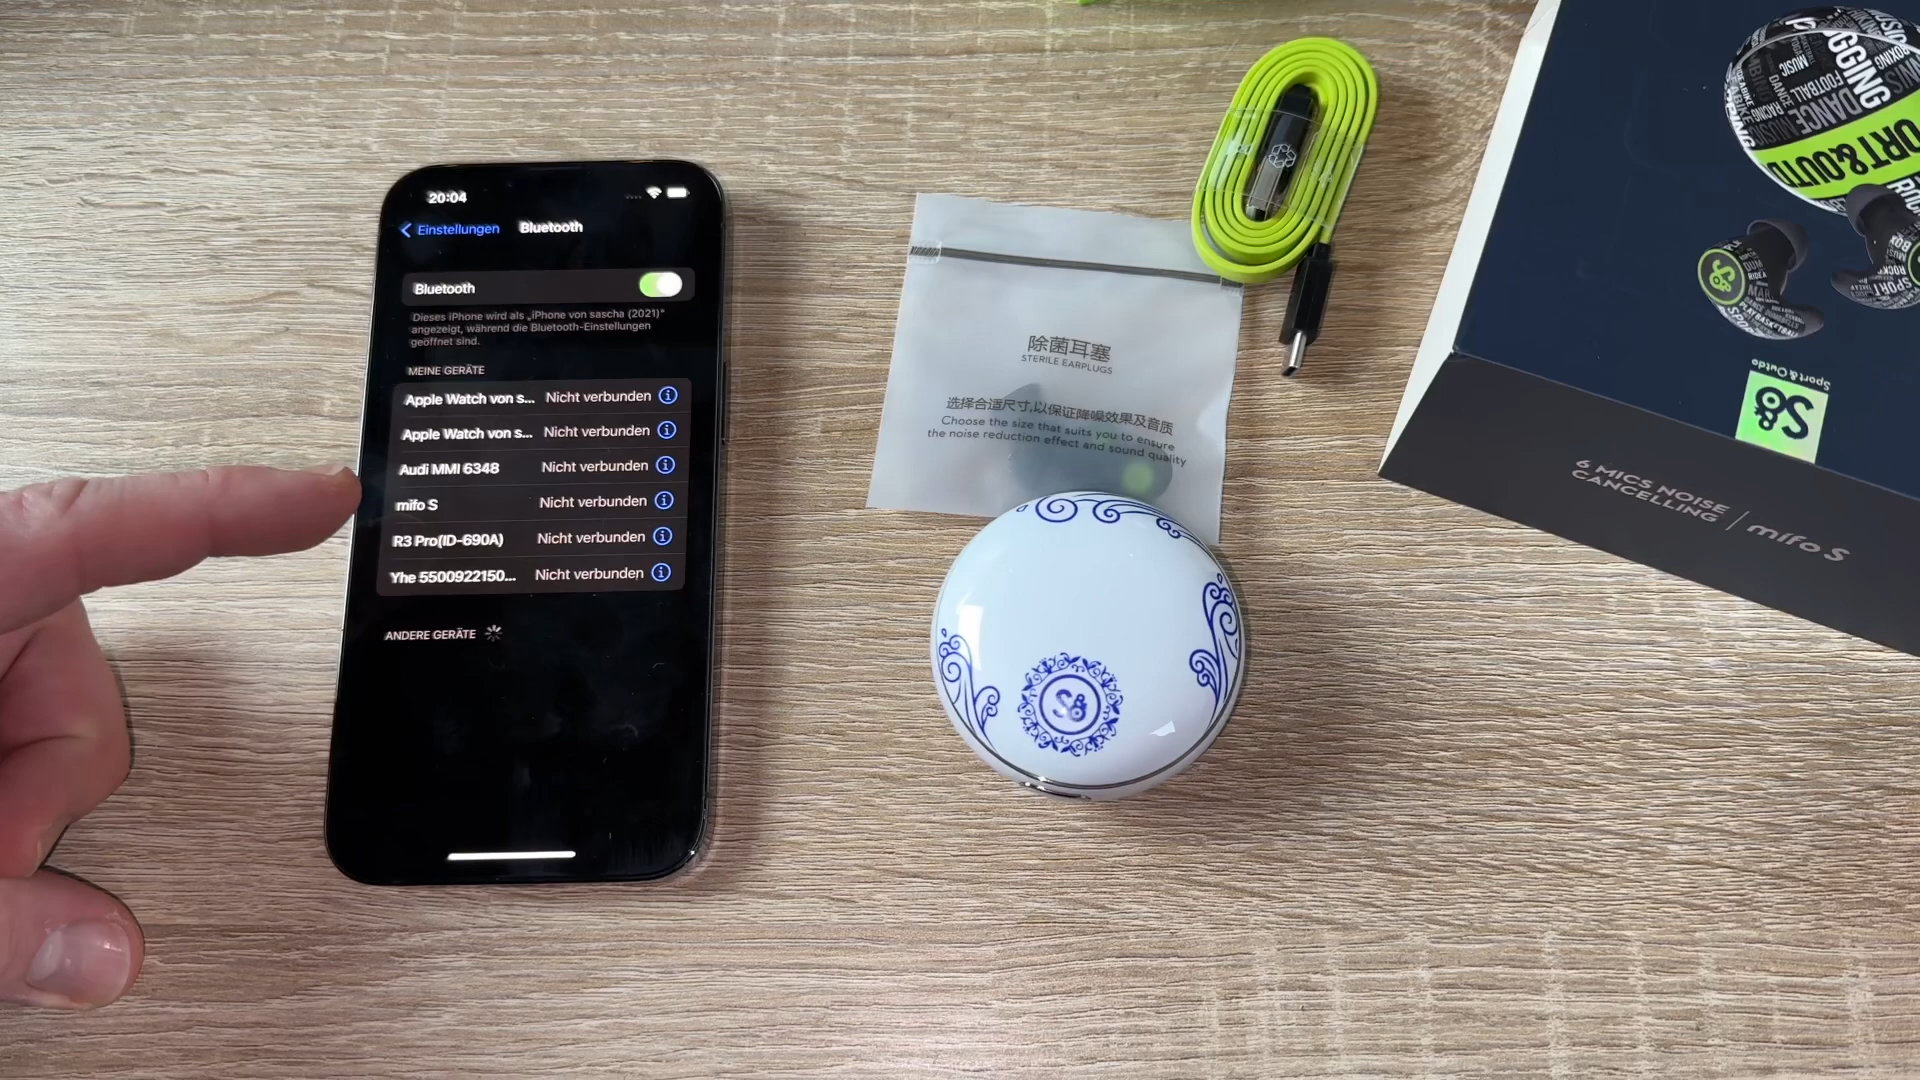 20:04
Einstellungen
Bluetooth
Bluetooth
Dieses iPhone wird als „iPhone von sascha (2021)"
angezeigt, während die Bluetooth-Einstellungen
geöffnet sind.
MEINE GERÄTE
Apple Watch von s... Nicht verbunden
Apple Watch von s... Nicht verbunden
Audi MMI 6348 Nicht verbunden
mifo S Nicht verbunden
R3 Pro(ID-690A) Nicht verbunden
Yhe 5500922150... Nicht verbunden
ANDERE GERÄTE
除菌耳塞
STERILE EARPLUGS
选择合适尺寸,以保证降噪效果及音质
Choose the size that suits you to ensure
the noise reduction effect and sound quality
MUSIC
FOOTBALL
DANCE
MUSIC
Sport & Outdo
6 MICS NOISE
CANCELLING
mifo S